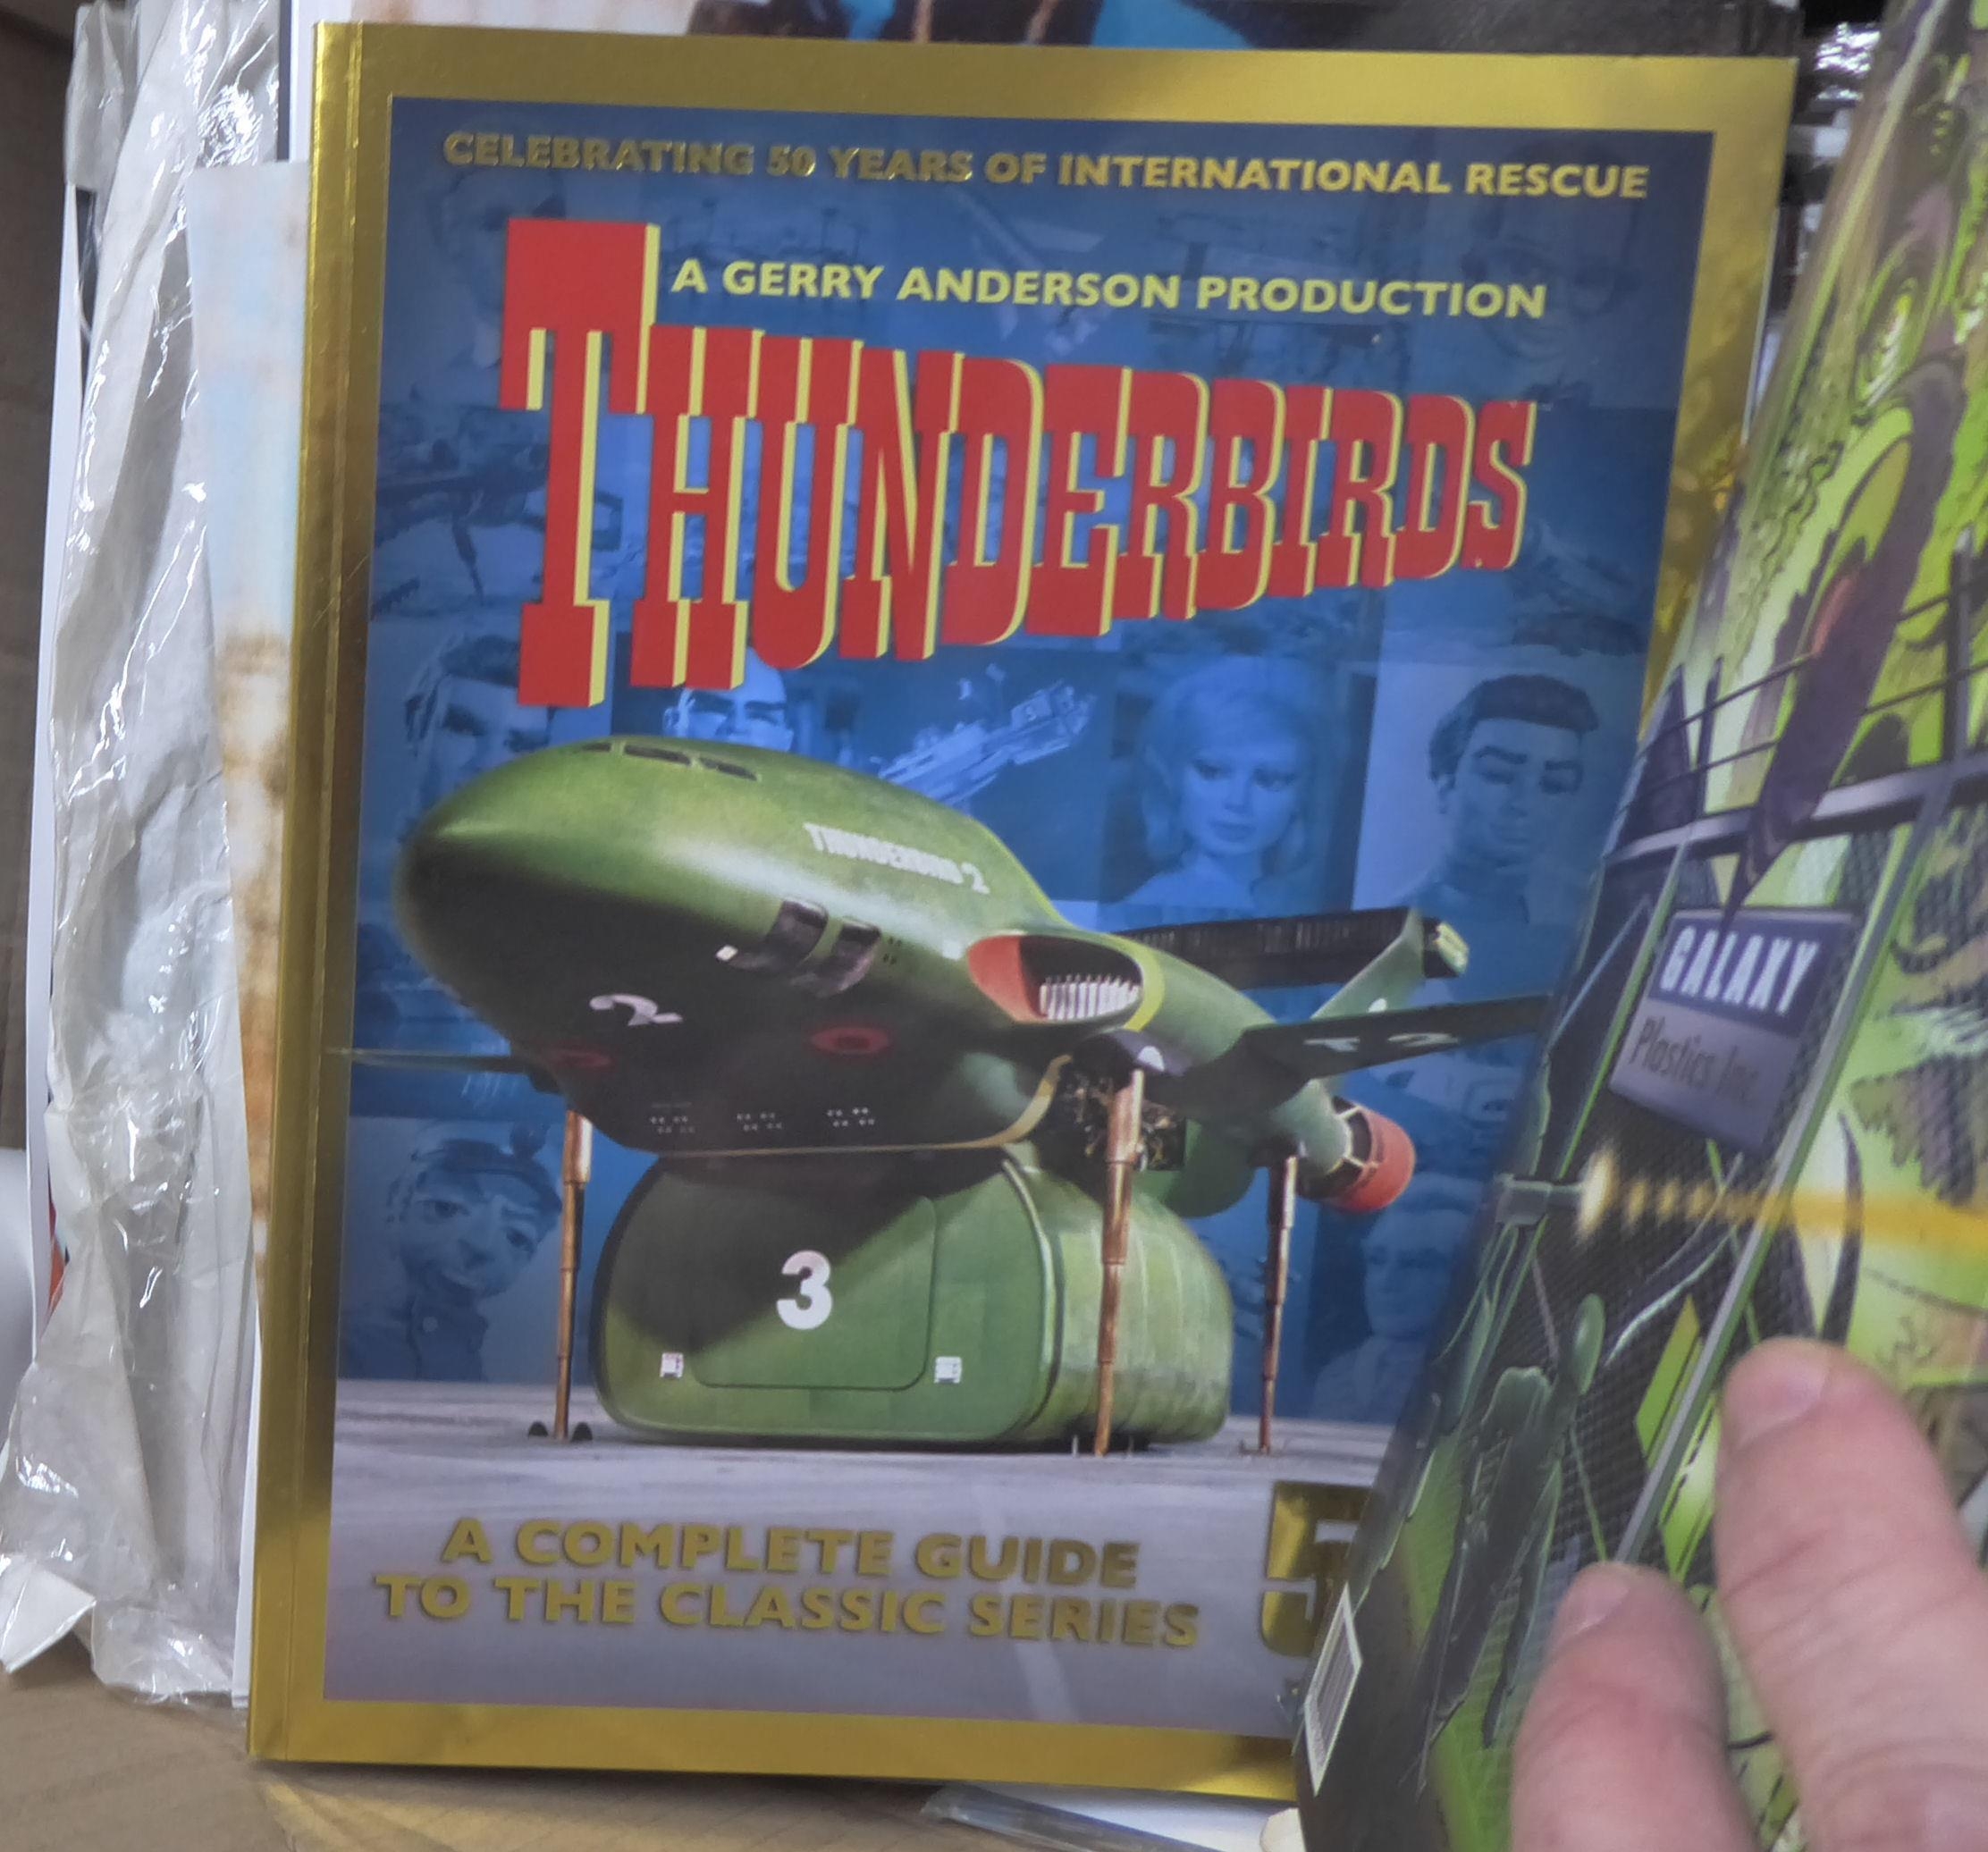 CELEBRATING 50 YEARS OF INTERNATIONAL RESCUE
A GERRY ANDERSON PRODUCTION
THUNDERBIRDS
THUNDERBIRD 2
2
3
GALAXY
Plastics Inc.
A COMPLETE GUIDE
TO THE CLASSIC SERIES